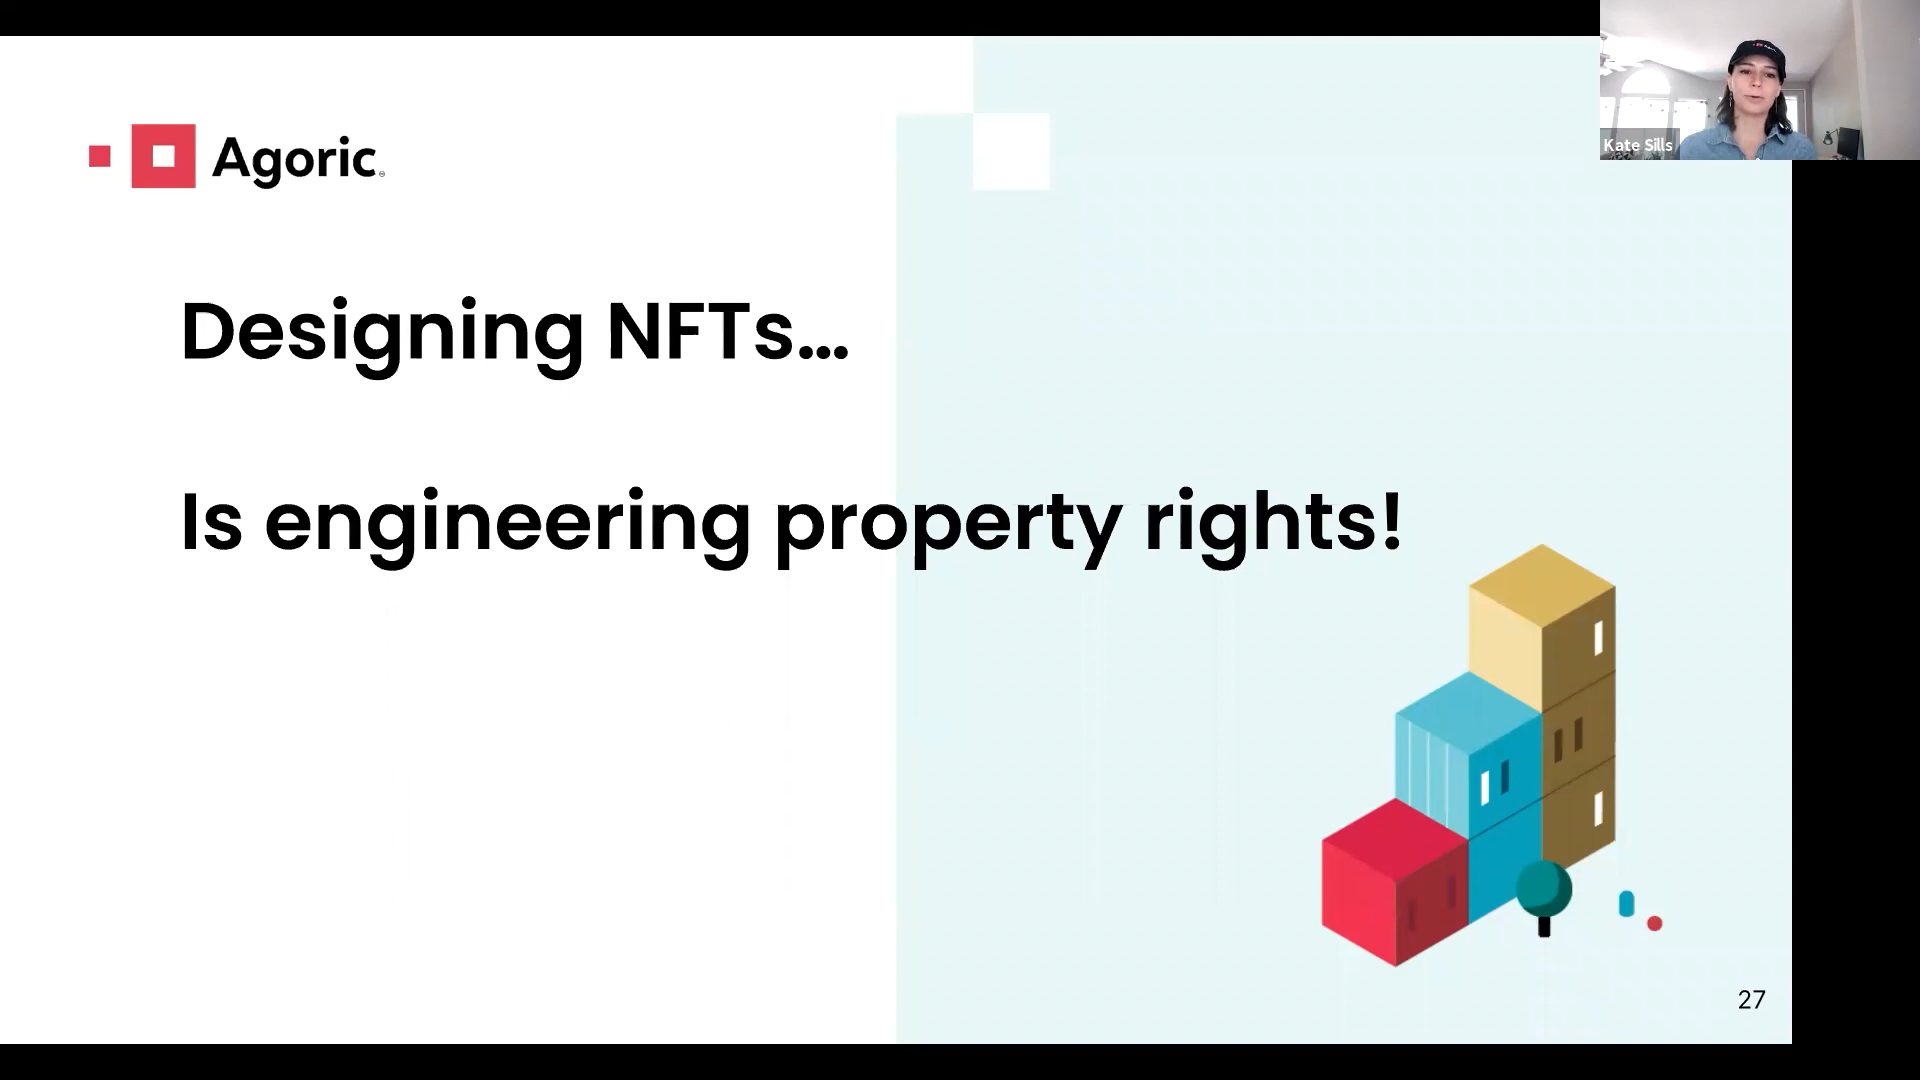 Agoric
Designing NFTs...
Is engineering property rights!
Kate Sills
27